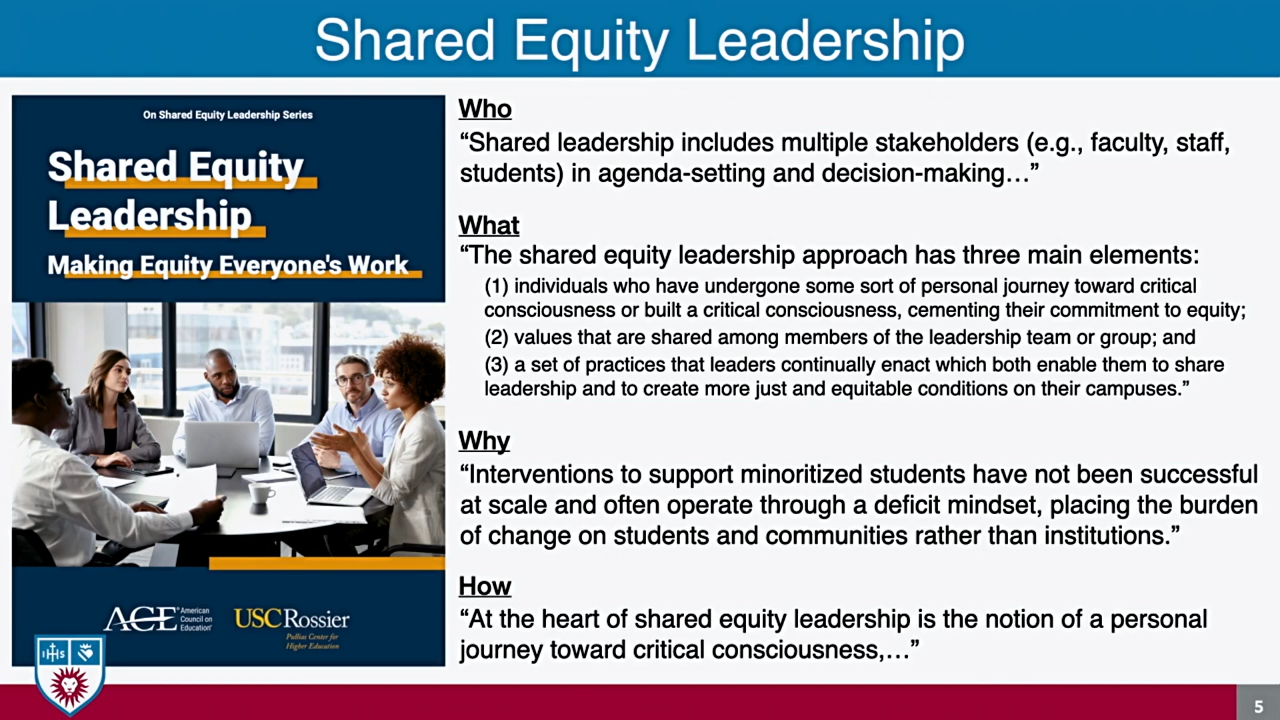 Shared Equity Leadership
On Shared Equity Leadership Series
Shared Equity
Leadership
Making Equity Everyone's Work
ACE® American
Council on
Education®
USC Rossier
Pullias Center for
Higher Education
IHS
Who
“Shared leadership includes multiple stakeholders (e.g., faculty, staff,
students) in agenda-setting and decision-making…”
What
“The shared equity leadership approach has three main elements:
(1) individuals who have undergone some sort of personal journey toward critical
consciousness or built a critical consciousness, cementing their commitment to equity;
(2) values that are shared among members of the leadership team or group; and
(3) a set of practices that leaders continually enact which both enable them to share
leadership and to create more just and equitable conditions on their campuses.”
Why
“Interventions to support minoritized students have not been successful
at scale and often operate through a deficit mindset, placing the burden
of change on students and communities rather than institutions.”
How
“At the heart of shared equity leadership is the notion of a personal
journey toward critical consciousness,…”
5